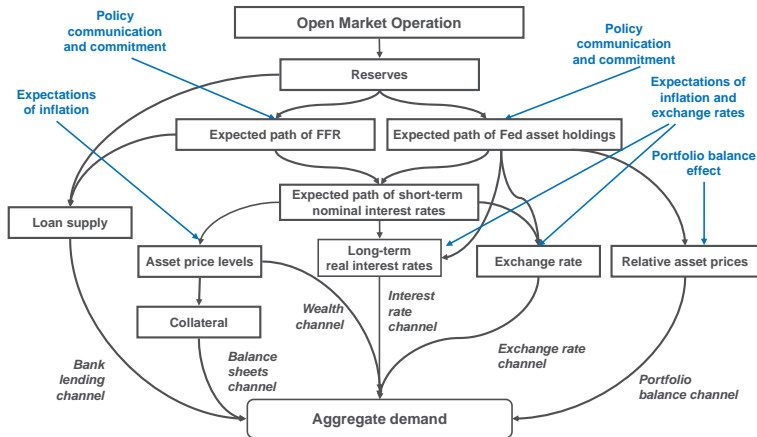 Policy
communication
and commitment
Open Market Operation
Policy
communication
and commitment
Reserves
Expectations
of inflation
Expectations of
inflation and
exchange rates
Expected path of FFR
Expected path of Fed asset holdings
Portfolio balance
effect
Expected path of short-term
nominal interest rates
Loan supply
Asset price levels
Long-term
real interest rates
Exchange rate
Relative asset prices
Collateral
Wealth
channel
Interest
rate
channel
Bank
lending
channel
Balance
sheets
channel
Exchange rate
channel
Portfolio
balance channel
Aggregate demand